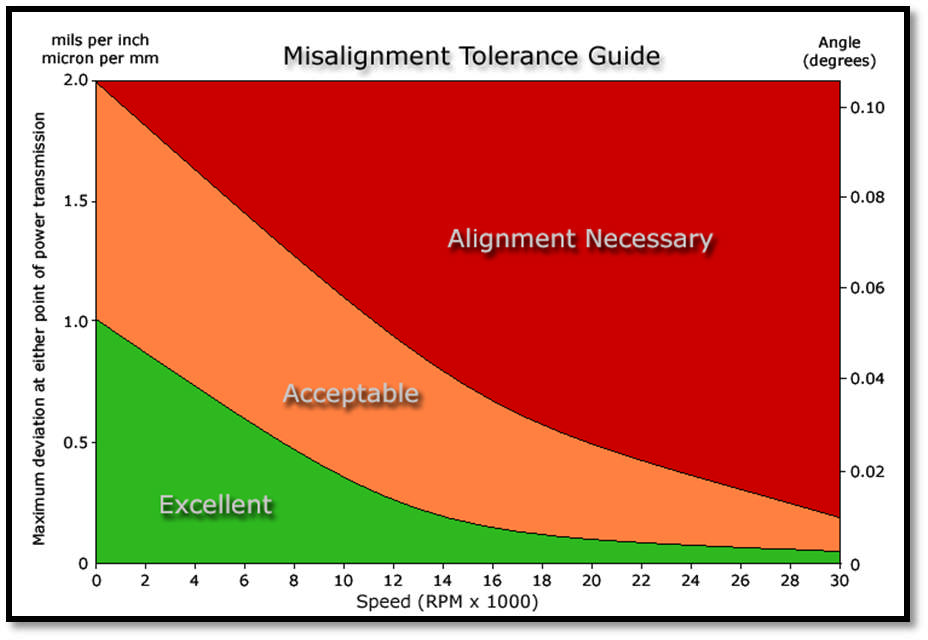 mils per inch
micron per mm
Misalignment Tolerance Guide
Angle
(degrees)
Maximum deviation at either point of power transmission
2.0
1.5
1.0
0.5
0
0.10
0.08
0.06
0.04
0.02
0
Alignment Necessary
Acceptable
Excellent
0 2 4 6 8 10 12 14 16 18 20 22 24 26 28 30
Speed (RPM x 1000)